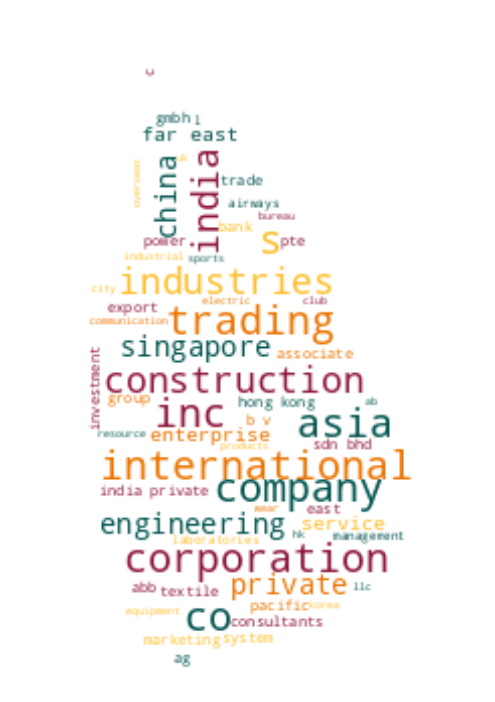 u
gmbh l
far east
overseas china uk india trade
airways
bureau
bank
power S pte
industrial sports
city industries
export electric club
communication trading
singapore associate
investment construction
group inc hong kong ab
b v asia
resource enterprise sdn bhd
products
international
india private company
wear east
engineering service
laboratories hk management
corporation
abb textile private llc
equipment pacific korea
co consultants
marketing system
ag